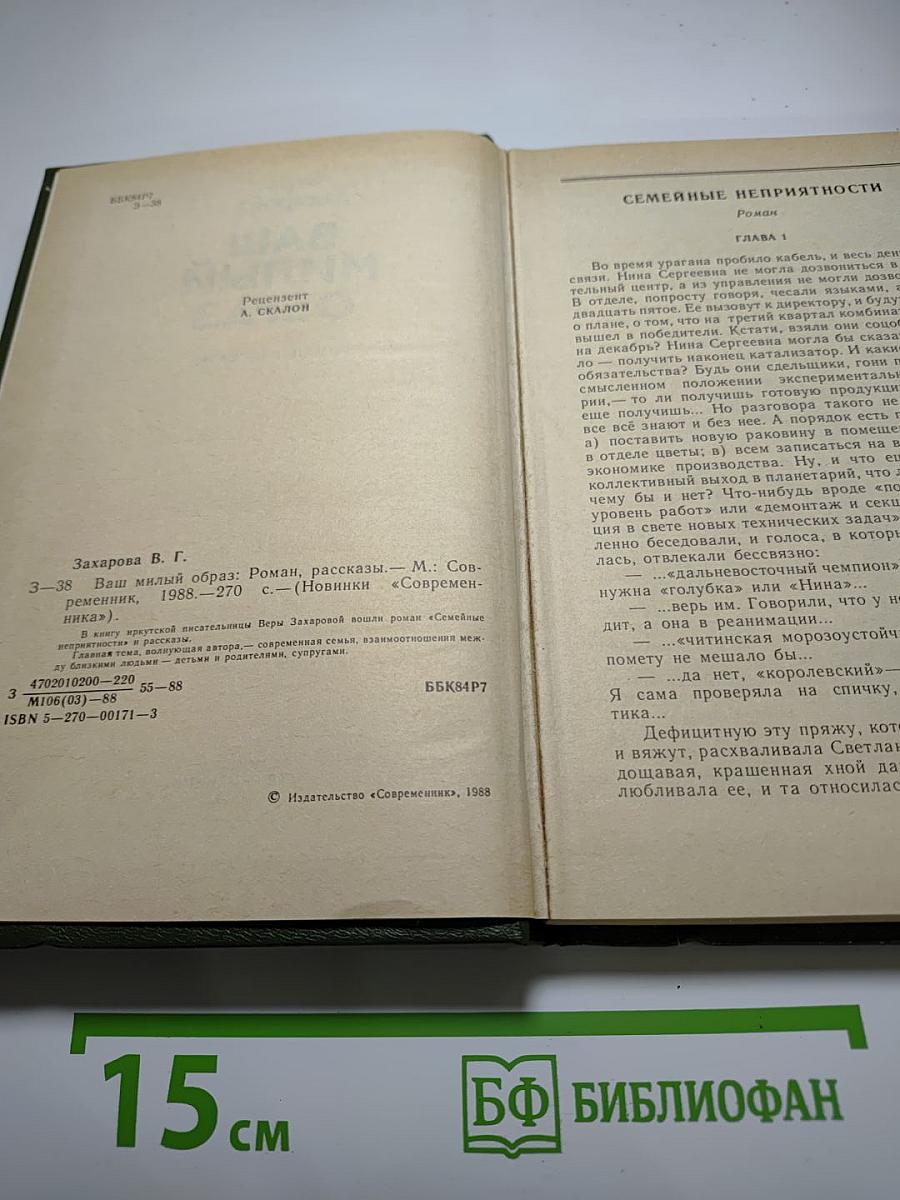 ББК84Р7
З—38
Рецензент
А. СКАЛОН
Захарова В. Г.
З—38 Ваш милый образ: Роман, рассказы.— М.: Сов-
ременник, 1988.—270 с.—(Новинки «Современ-
ника»).
В книгу иркутской писательницы Веры Захаровой вошли роман «Семейные
неприятности» и рассказы.
Главная тема, волнующая автора,— современная семья, взаимоотношения меж-
ду близкими людьми — детьми и родителями, супругами.
З 4702010200—220
М106(03)—88 55—88
ББК84Р7
ISBN 5—270—00171—3
© Издательство «Современник», 1988
СЕМЕЙНЫЕ НЕПРИЯТНОСТИ
Роман
ГЛАВА 1
Во время урагана пробило кабель, и весь ден
связи. Нина Сергеевна не могла дозвониться в
тельный центр, а из управления не могли дозво
В отделе, попросту говоря, чесали языками, а
двадцать пятое. Ее вызовут к директору, и буду
о плане, о том, что на третий квартал комбинат
вышел в победители. Кстати, взяли они соцоб
на декабрь? Нина Сергеевна могла бы сказа
ло — получить наконец катализатор. И каки
обязательства? Будь они сдельщики, гони п
смысленном положении экспериментальн
рии,— то ли получишь готовую продукци
еще получишь... Но разговора такого не
все всё знают и без нее. А порядок есть п
а) поставить новую раковину в помеще
в отделе цветы; в) всем записаться на в
экономике производства. Ну, и что ещ
коллективный выход в планетарий, что л
чему бы и нет? Что-нибудь вроде «по
уровень работ» или «демонтаж и секц
ция в свете новых технических задач»
ленно беседовали, и голоса, в которы
лась, отвлекали бессвязно:
— ...«дальневосточный чемпион»
нужна «голубка» или «Нина»...
— ...верь им. Говорили, что у не
дит, а она в реанимации...
— ...«читинская морозоустойч
помету не мешало бы...
— ...да нет, «королевский»—
Я сама проверяла на спичку,
тика...
Дефицитную эту пряжу, кото
и вяжут, расхваливала Светлан
дощавая, крашенная хной да
любливала ее, и та относилас
15 см
БФ БИБЛИОФАН